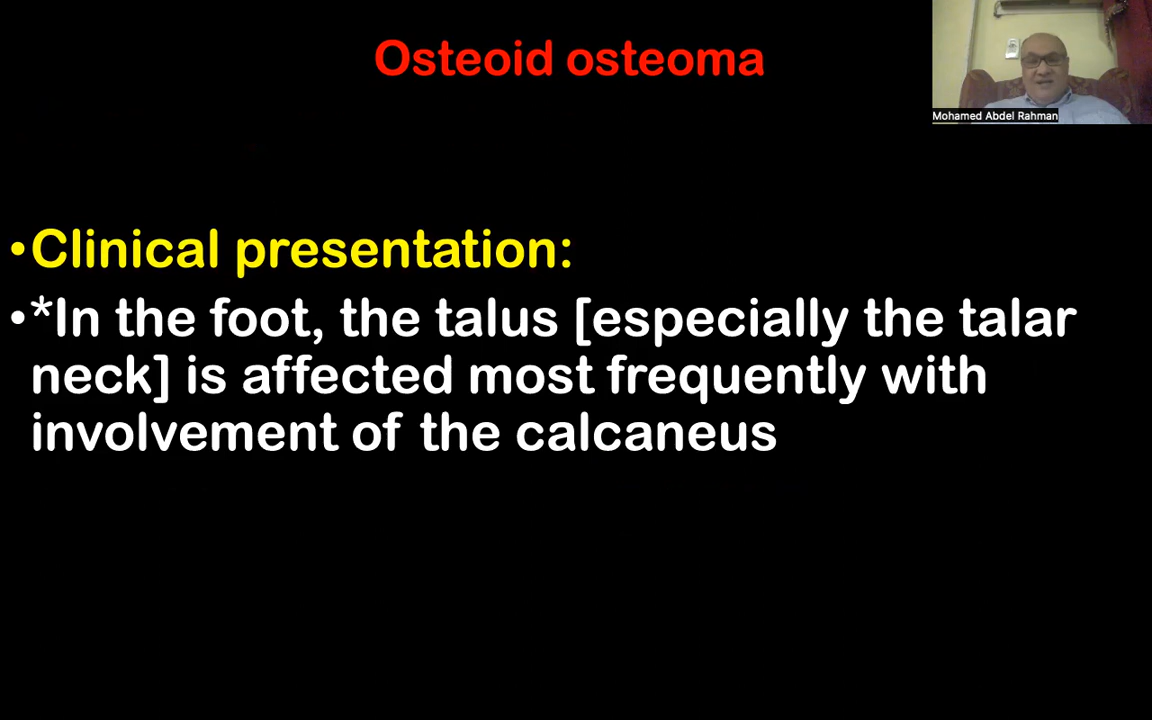 Osteoid osteoma
Mohamed Abdel Rahman
•Clinical presentation:
•*In the foot, the talus [especially the talar
neck] is affected most frequently with
involvement of the calcaneus